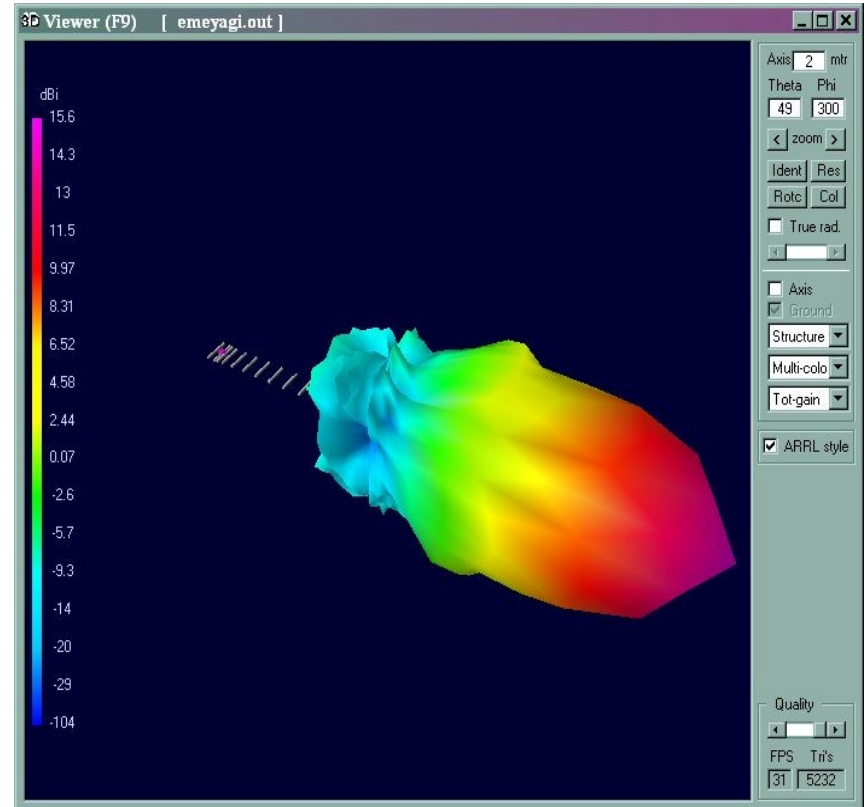 3D Viewer (F9) [ emeyagi.out ]
dBi
15.6
14.3
13
11.5
9.97
8.31
6.52
4.58
2.44
0.07
-2.6
-5.7
-9.3
-14
-20
-29
-104
Axis 2 mtr
Theta Phi
49 300
< zoom >
Ident Res
Rotc Col
True rad.
Axis
Ground
Structure
Multi-colo
Tot-gain
ARRL style
Quality
FPS Tri's
31 5232